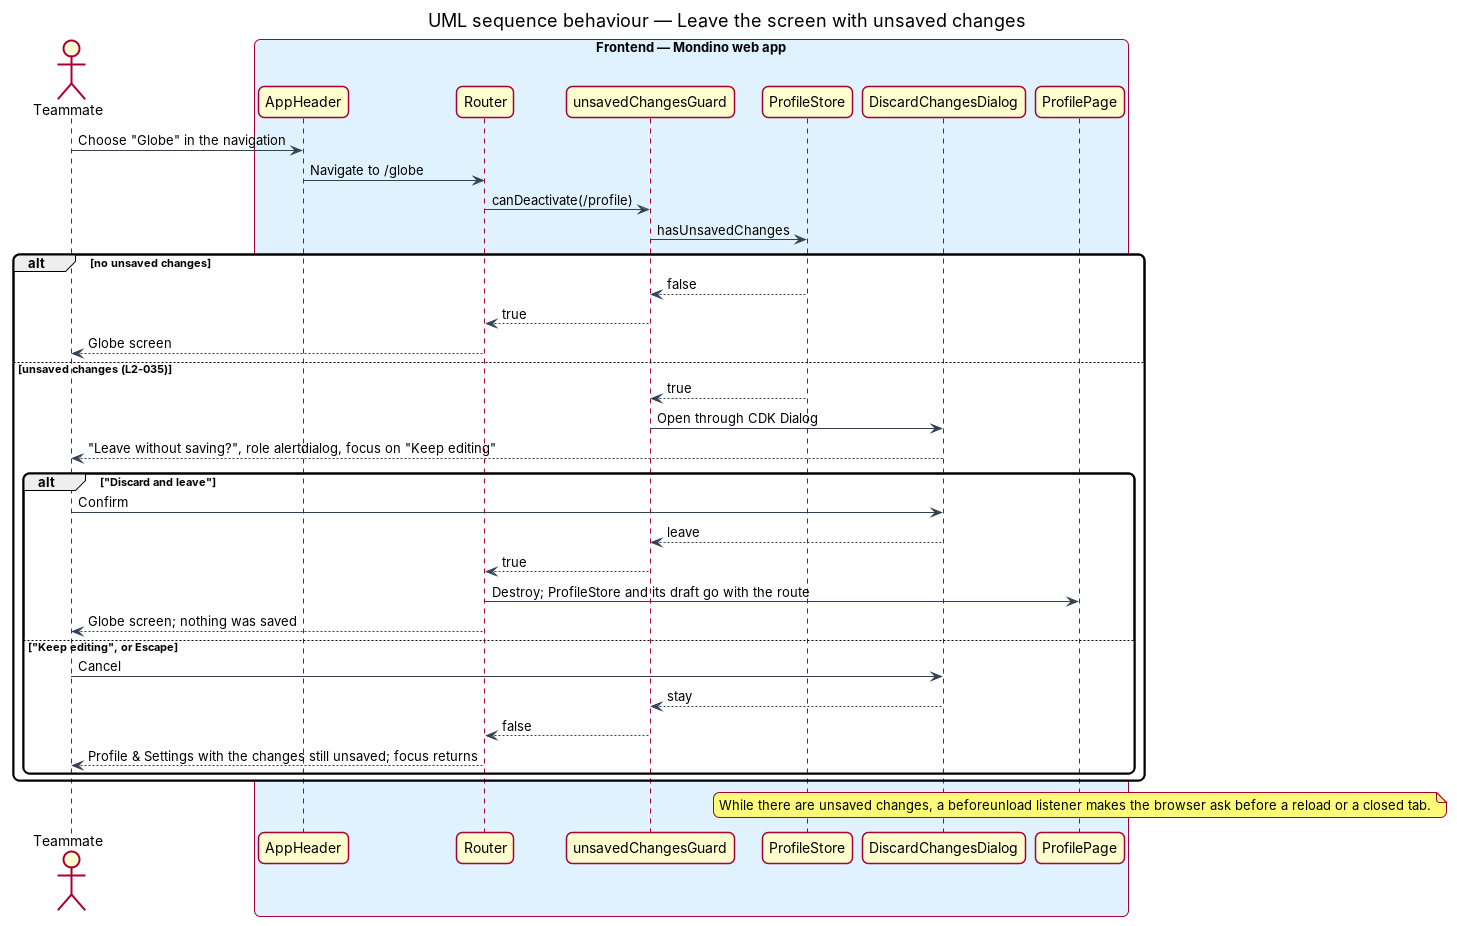 UML sequence behaviour — Leave the screen with unsaved changes
Frontend — Mondino web app
Teammate
AppHeader
Router
unsavedChangesGuard
ProfileStore
DiscardChangesDialog
ProfilePage
Choose "Globe" in the navigation
Navigate to /globe
canDeactivate(/profile)
hasUnsavedChanges
alt
[no unsaved changes]
false
true
Globe screen
[unsaved changes (L2-035)]
true
Open through CDK Dialog
"Leave without saving?", role alertdialog, focus on "Keep editing"
alt
["Discard and leave"]
Confirm
leave
true
Destroy; ProfileStore and its draft go with the route
Globe screen; nothing was saved
["Keep editing", or Escape]
Cancel
stay
false
Profile & Settings with the changes still unsaved; focus returns
While there are unsaved changes, a beforeunload listener makes the browser ask before a reload or a closed tab.
Teammate
AppHeader
Router
unsavedChangesGuard
ProfileStore
DiscardChangesDialog
ProfilePage